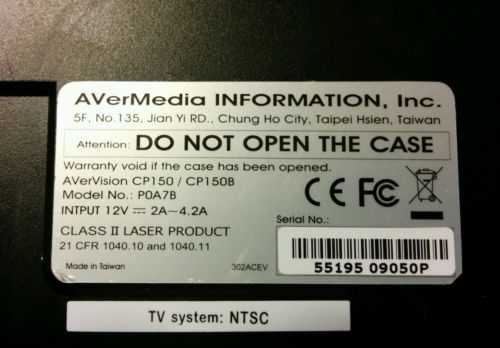 AVerMedia INFORMATION, Inc.
5F, No.135, Jian Yi RD., Chung Ho City, Taipei Hsien, Taiwan
Attention: DO NOT OPEN THE CASE
Warranty void if the case has been opened.
AVerVision CP150 / CP150B
Model No.: P0A7B
INTPUT 12V⎓ 2A~4.2A
CLASS II LASER PRODUCT
21 CFR 1040.10 and 1040.11
Made in Taiwan
302ACEV
CE FC
Serial No.:
55195 09050P
TV system: NTSC